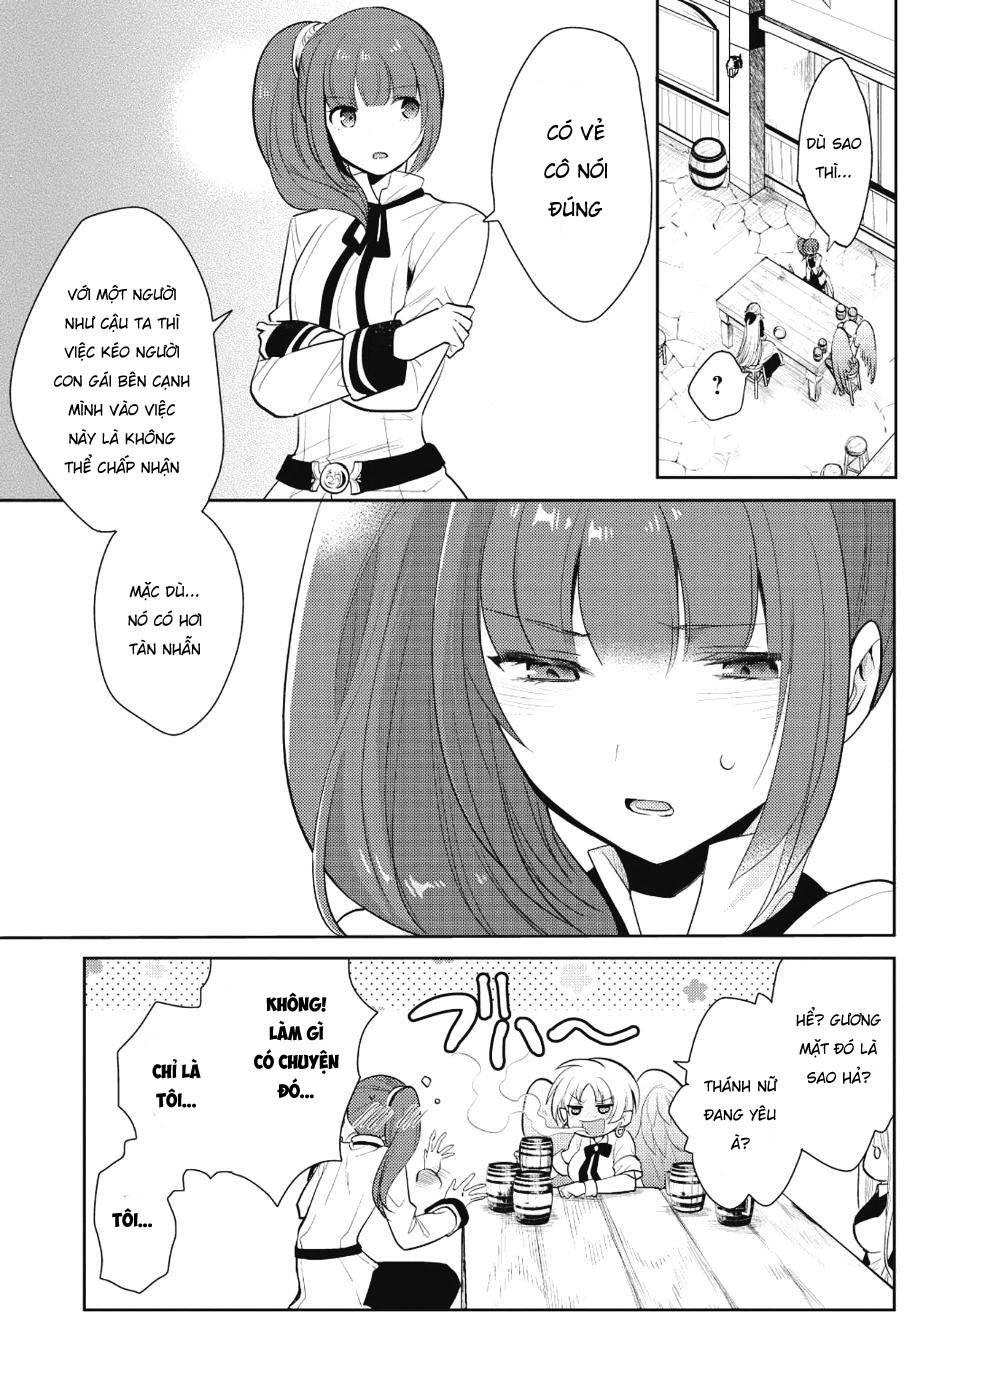 DÙ SAO
THÌ...
?
CÓ VẺ
CÔ NÓI
ĐÚNG
VỚI MỘT NGƯỜI
NHƯ CẬU TA THÌ
VIỆC KÉO NGƯỜI
CON GÁI BÊN CẠNH
MÌNH VÀO VIỆC
NÀY LÀ KHÔNG
THỂ CHẤP NHẬN
MẶC DÙ...
NÓ CÓ HƠI
TÀN NHẪN
HỂ? GƯƠNG
MẶT ĐÓ LÀ
SAO HẢ?
THÁNH NỮ
ĐANG YÊU
À?
ブハ～
KHÔNG!
LÀM GÌ
CÓ CHUYỆN
ĐÓ...
CHỈ LÀ
TÔI...
TÔI...